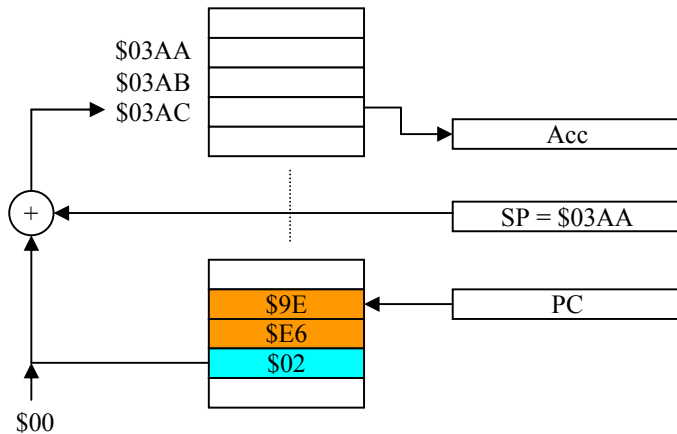 $03AA
$03AB
$03AC
Acc
+
SP = $03AA
$9E
PC
$E6
$02
$00